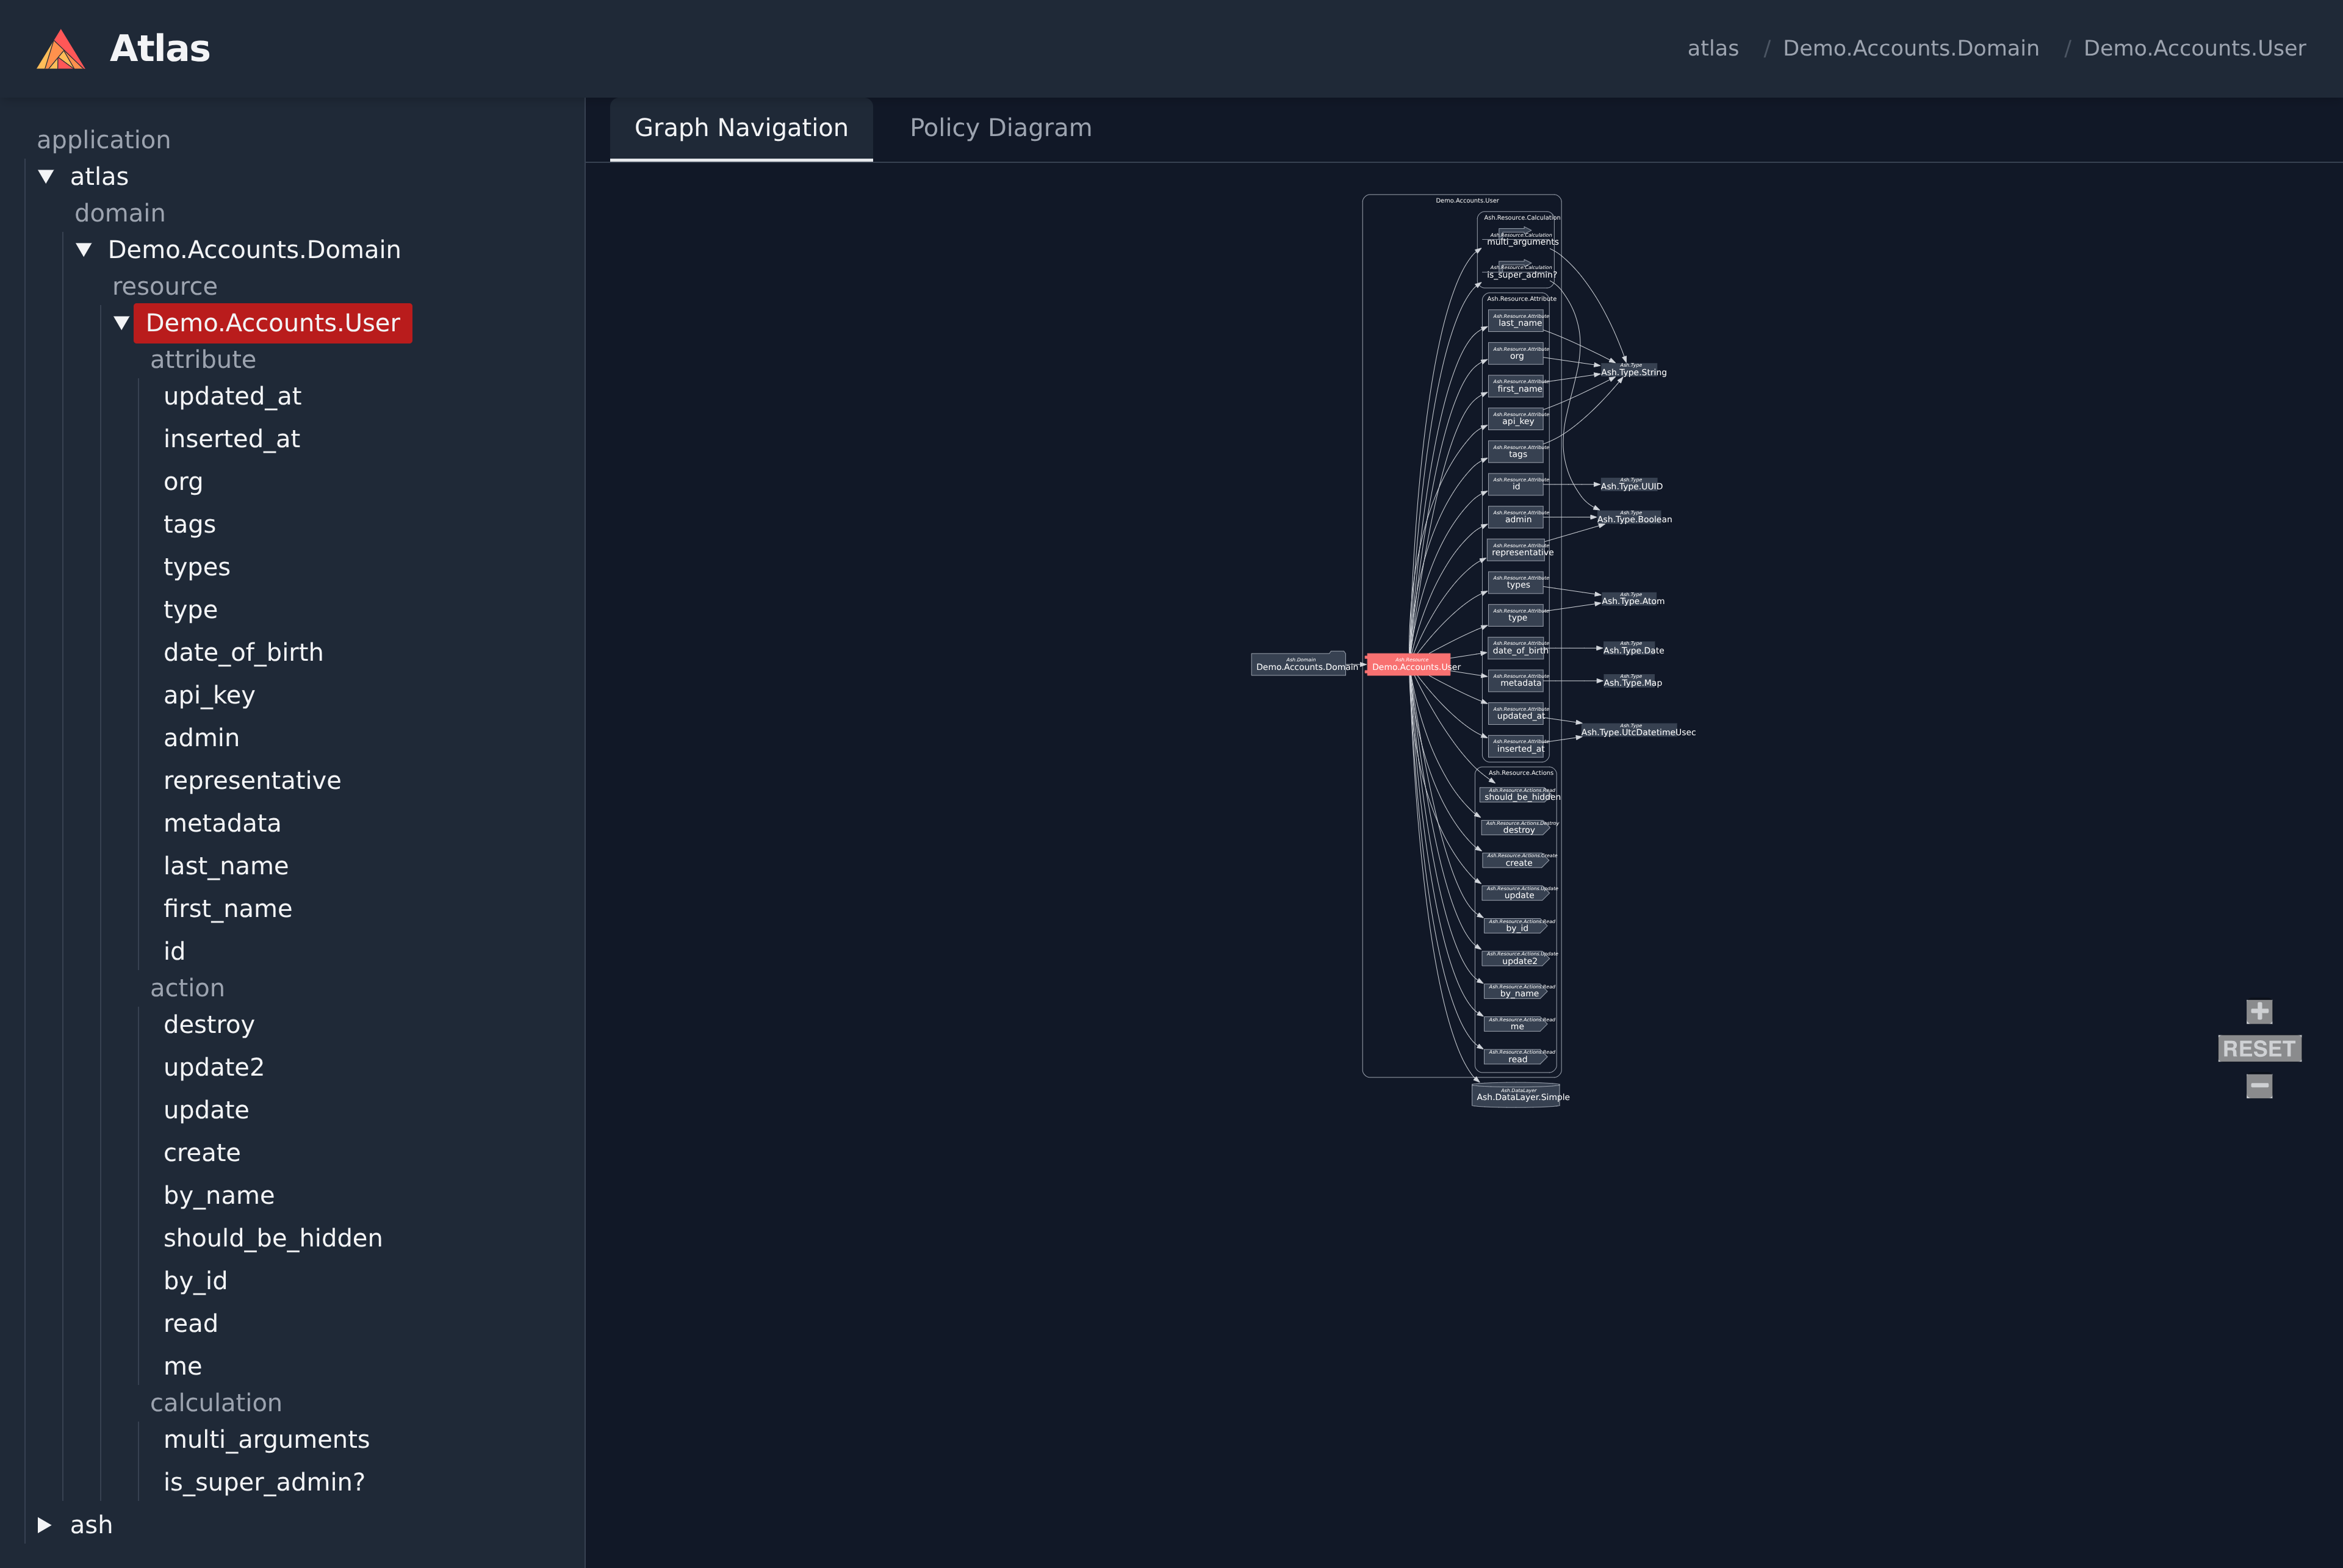 Atlas
atlas / Demo.Accounts.Domain / Demo.Accounts.User
application
atlas
domain
Demo.Accounts.Domain
resource
Demo.Accounts.User
attribute
updated_at
inserted_at
org
tags
types
type
date_of_birth
api_key
admin
representative
metadata
last_name
first_name
id
action
destroy
update2
update
create
by_name
should_be_hidden
by_id
read
me
calculation
multi_arguments
is_super_admin?
ash
Graph Navigation
Policy Diagram
Demo.Accounts.User
Ash.Resource.Calculation
Ash.Resource.Calculation
multi_arguments
Ash.Resource.Calculation
is_super_admin?
Ash.Resource.Attribute
Ash.Resource.Attribute
last_name
Ash.Resource.Attribute
org
Ash.Resource.Attribute
first_name
Ash.Resource.Attribute
api_key
Ash.Resource.Attribute
tags
Ash.Resource.Attribute
id
Ash.Resource.Attribute
admin
Ash.Resource.Attribute
representative
Ash.Resource.Attribute
types
Ash.Resource.Attribute
type
Ash.Resource.Attribute
date_of_birth
Ash.Resource.Attribute
metadata
Ash.Resource.Attribute
updated_at
Ash.Resource.Attribute
inserted_at
Ash.Domain
Demo.Accounts.Domain
Ash.Resource
Demo.Accounts.User
Ash.Type
Ash.Type.String
Ash.Type
Ash.Type.UUID
Ash.Type
Ash.Type.Boolean
Ash.Type
Ash.Type.Atom
Ash.Type
Ash.Type.Date
Ash.Type
Ash.Type.Map
Ash.Type
Ash.Type.UtcDatetimeUsec
Ash.Resource.Actions
Ash.Resource.Actions.Read
should_be_hidden
Ash.Resource.Actions.Destroy
destroy
Ash.Resource.Actions.Create
create
Ash.Resource.Actions.Update
update
Ash.Resource.Actions.Read
by_id
Ash.Resource.Actions.Update
update2
Ash.Resource.Actions.Read
by_name
Ash.Resource.Actions.Read
me
Ash.Resource.Actions.Read
read
Ash.DataLayer
Ash.DataLayer.Simple
+
RESET
−